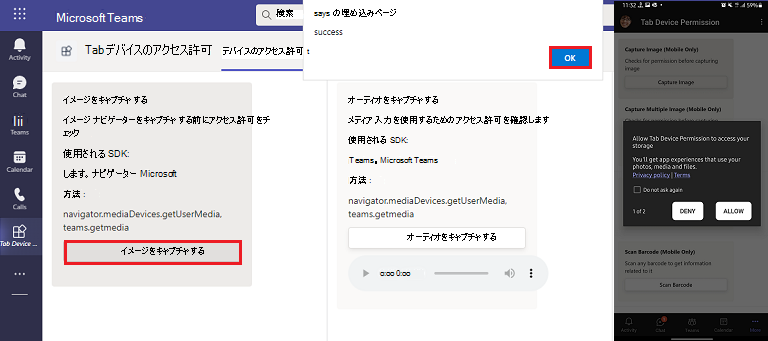 Microsoft Teams
検索
says の埋め込みページ
success
OK
Tab デバイスのアクセス許可
デバイスのアクセス許可 t
Activity
Chat
Teams
Calendar
Calls
Tab Device ...
イメージをキャプチャする
イメージ ナビゲーターをキャプチャする前にアクセス許可をチ
ェック
使用される SDK:
します。ナビゲーター Microsoft
方法 :
navigator.mediaDevices.getUserMedia,
teams.getmedia
イメージをキャプチャする
オーディオをキャプチャする
メディア 入力を使用するためのアクセス許可を確認します
使用される SDK:
Teams。Microsoft Teams
方法 :
navigator.mediaDevices.getUserMedia,
teams.getmedia
オーディオをキャプチャする
0:00 0:00
11:32
59%
Tab Device Permission
Capture Image (Mobile Only)
Checks for permission before capturing
image
Capture Image
Capture Multiple Image (Mobile Only)
Allow Tab Device Permission to access your
storage
You'll get app experiences that use your
photos, media and files.
Privacy policy | Terms
Do not ask again
1 of 2
DENY
ALLOW
Scan Barcode (Mobile Only)
Scan any barcode to get information
related to it
Scan Barcode
Activity
Chat
Teams
Calendar
More